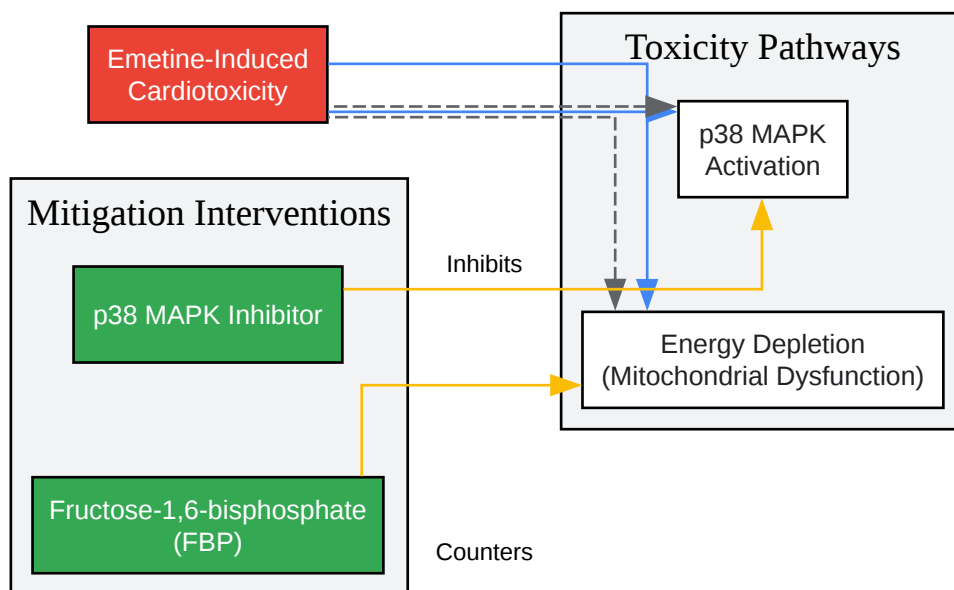 Emetine-Induced
Cardiotoxicity
Toxicity Pathways
p38 MAPK
Activation
Mitigation Interventions
Inhibits
p38 MAPK Inhibitor
Energy Depletion
(Mitochondrial Dysfunction)
Fructose-1,6-bisphosphate
(FBP)
Counters